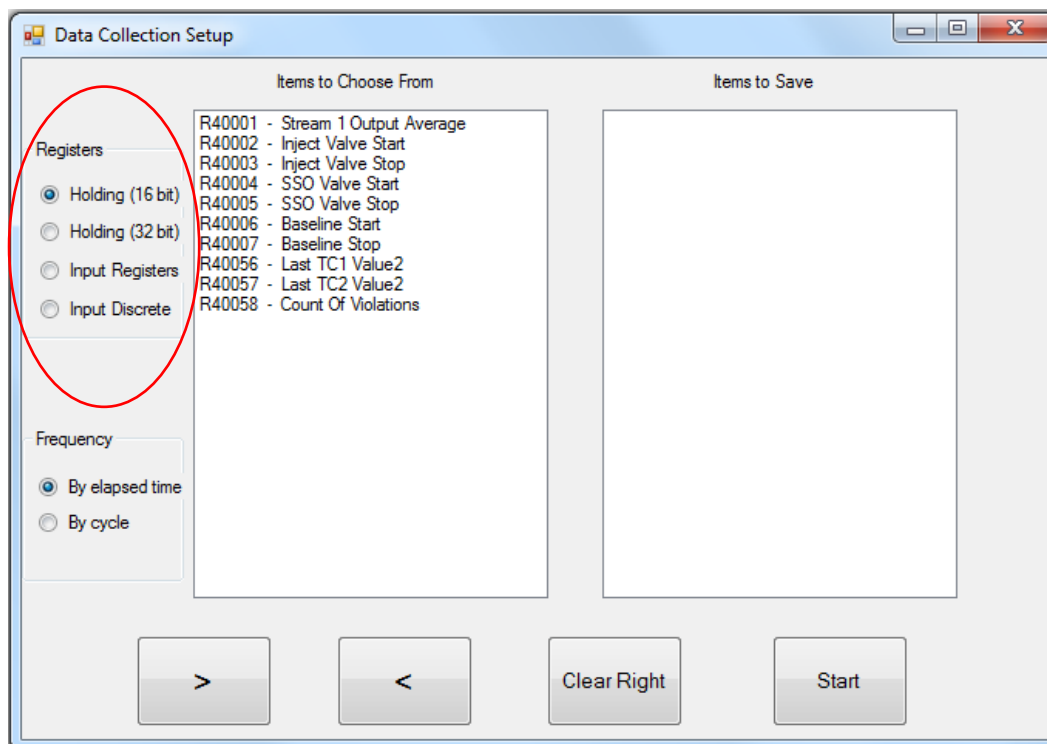 Data Collection Setup
Items to Choose From
Items to Save
Registers
Holding (16 bit)
Holding (32 bit)
Input Registers
Input Discrete
R40001 - Stream 1 Output Average
R40002 - Inject Valve Start
R40003 - Inject Valve Stop
R40004 - SSO Valve Start
R40005 - SSO Valve Stop
R40006 - Baseline Start
R40007 - Baseline Stop
R40056 - Last TC1 Value2
R40057 - Last TC2 Value2
R40058 - Count Of Violations
Frequency
By elapsed time
By cycle
>
<
Clear Right
Start